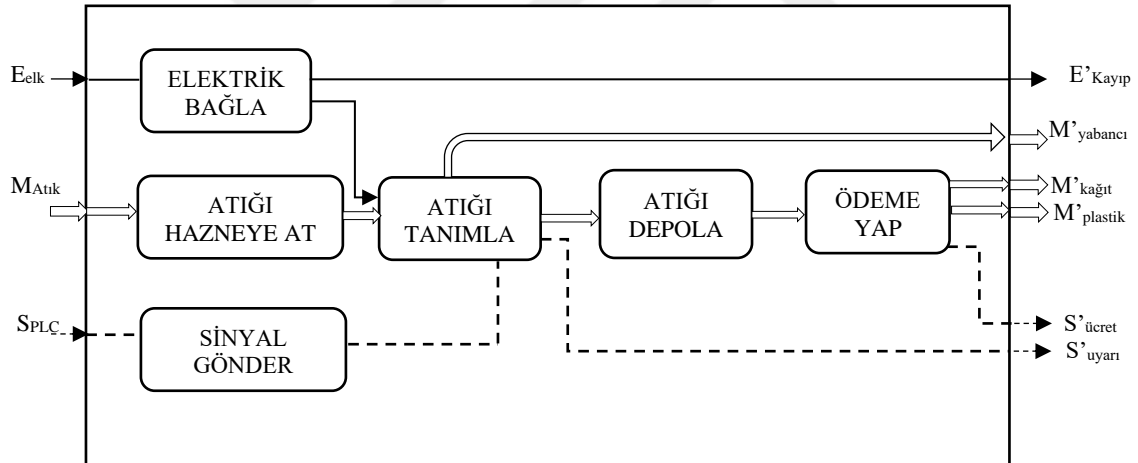 Eelk
ELEKTRİK
BAĞLA
E’Kayıp
M’yabancı
MAtık
ATIĞI
HAZNEYE AT
ATIĞI
TANIMLA
ATIĞI
DEPOLA
ÖDEME
YAP
M’kağıt
M’plastik
SPLC
SİNYAL
GÖNDER
S’ücret
S’uyarı